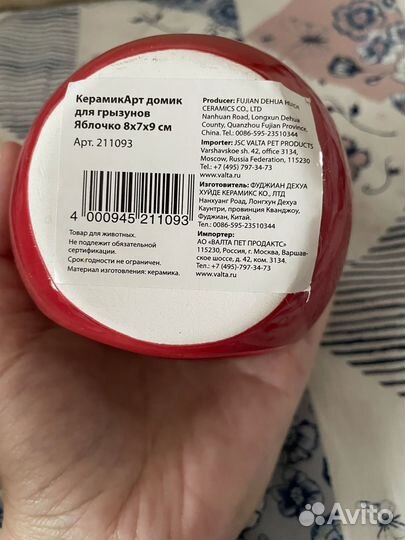 КерамикАрт домик
для грызунов
Яблочко 8х7х9 см
Арт. 211093
4 000945 211093
Товар для животных.
Не подлежит обязательной
сертификации.
Срок годности не ограничен.
Материал изготовления: керамика.
Producer: FUJIAN DEHUA
CERAMICS CO., LTD
Nanhuan Road, Longxun Dehua
County, Quanzhou Fujian Province,
China. Tel.: 0086-595-23510344
Importer: JSC VALTA PET PRODUCTS
Varshavskoe sh. 42, office 3134,
Moscow, Russia Federation, 115230
Tel.: +7 (495) 797-34-73
www.valta.ru
Изготовитель: ФУДЖИАН ДЕХУА
ХУЙДЕ КЕРАМИКС КО., ЛТД
Нанхуанг Роад, Лонгхун Дехуа
Каунтри, провинция Кванджоу,
Фуджиан, Китай.
Тел.: 0086-595-23510344
Импортер:
АО «ВАЛТА ПЕТ ПРОДАКТС»
115230, Россия, г. Москва, Варшав-
ское шоссе, д. 42, ком. 3134.
Тел.: +7 (495)-797-34-73
www.valta.ru
Avito